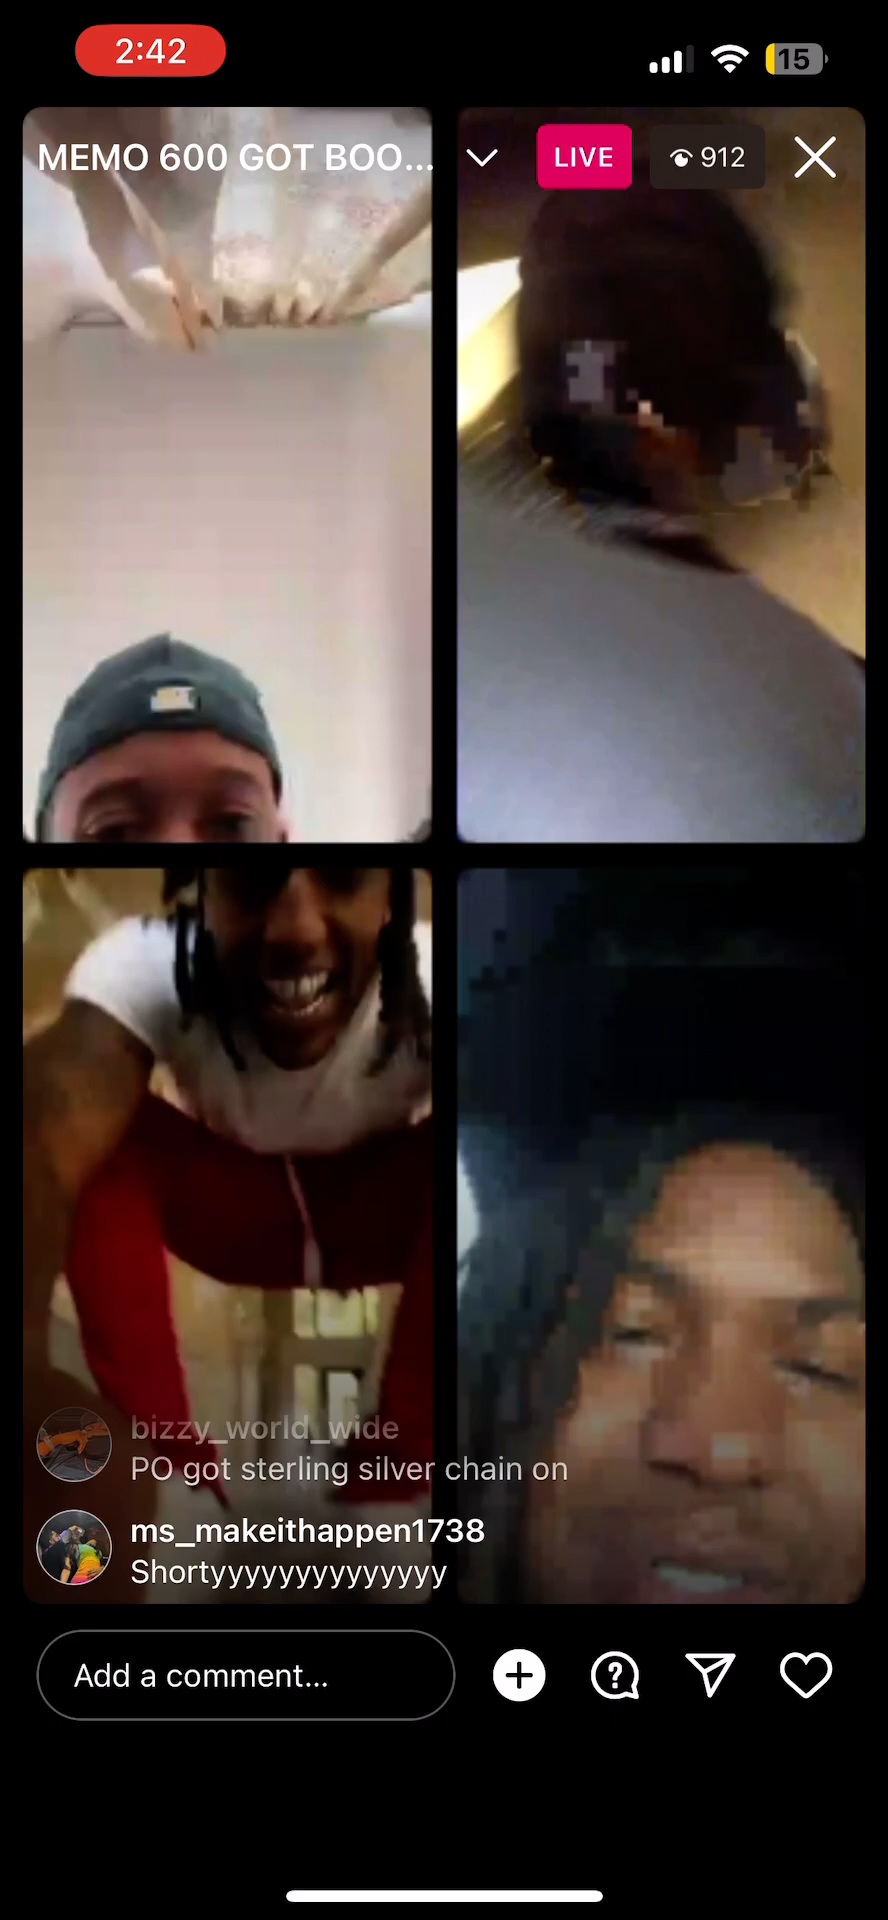 2:42
15
MEMO 600 GOT BOO...
LIVE
912
bizzy_world_wide
PO got sterling silver chain on
ms_makeithappen1738
Shortyyyyyyyyyyyyyyy
Add a comment...